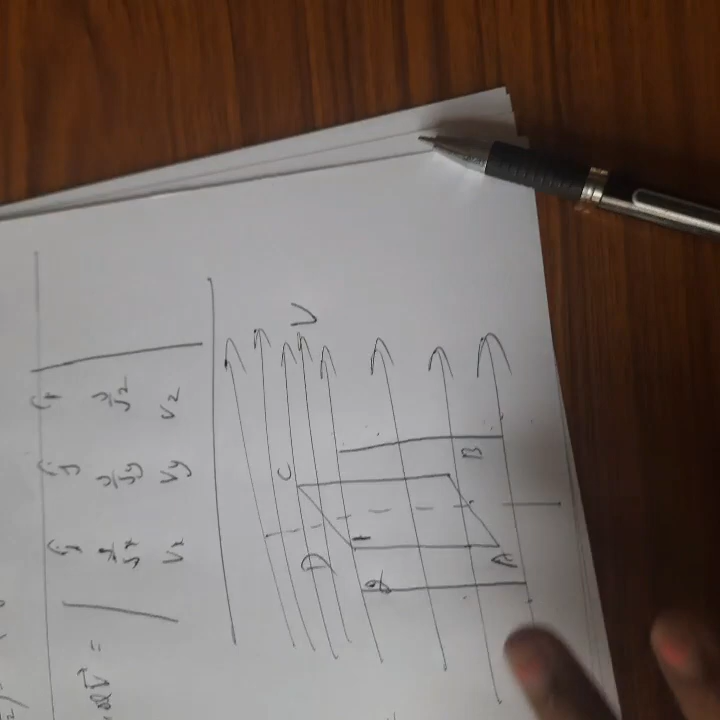 î ĵ k̂
V⃗ = ∂/∂x ∂/∂y ∂/∂z
Vx Vy Vz
V
D C
A B